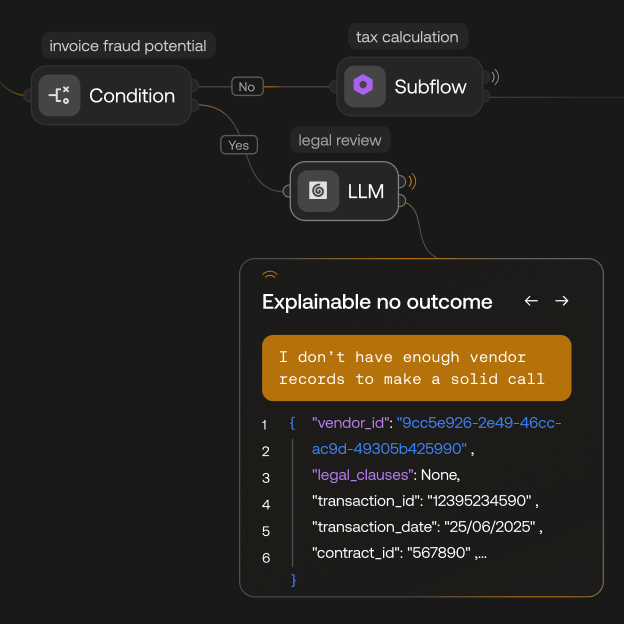 tax calculation
invoice fraud potential
Condition
No
Subflow
Yes
legal review
LLM
Explainable no outcome
I don't have enough vendor
records to make a solid call
1 { "vendor_id": "9cc5e926-2e49-46cc-
2 ac9d-49305b425990" ,
3 "legal_clauses": None,
4 "transaction_id": "12395234590" ,
5 "transaction_date": "25/06/2025" ,
6 "contract_id": "567890" ,...
}